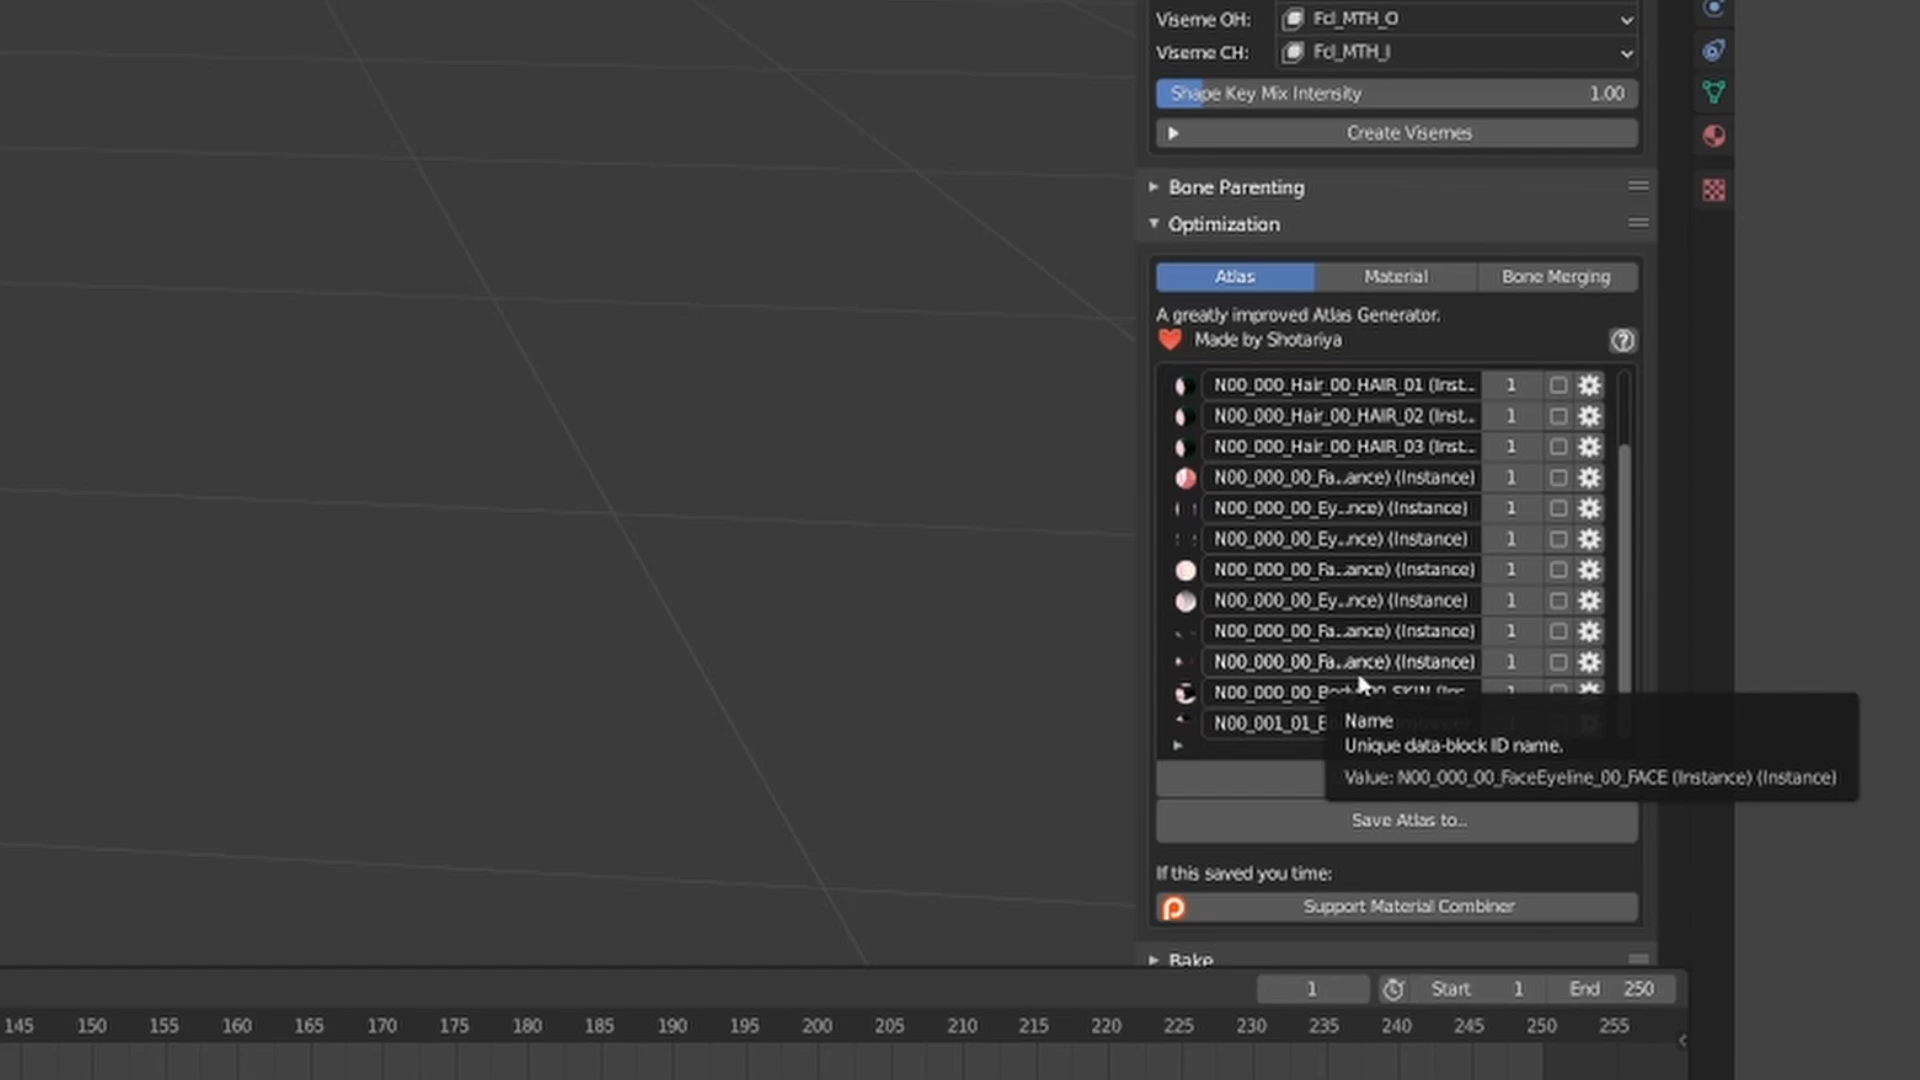 Viseme OH: Fcl_MTH_O
Viseme CH: Fcl_MTH_I
Shape Key Mix Intensity 1.00
Create Visemes
Bone Parenting
Optimization
Atlas Material Bone Merging
A greatly improved Atlas Generator.
Made by Shotariya
N00_000_Hair_00_HAIR_01 (Inst... 1
N00_000_Hair_00_HAIR_02 (Inst... 1
N00_000_Hair_00_HAIR_03 (Inst... 1
N00_000_00_Fa...ance) (Instance) 1
N00_000_00_Ey...nce) (Instance) 1
N00_000_00_Ey...nce) (Instance) 1
N00_000_00_Fa...ance) (Instance) 1
N00_000_00_Ey...nce) (Instance) 1
N00_000_00_Fa...ance) (Instance) 1
N00_000_00_Fa...ance) (Instance) 1
N00_000_00_Body_00_SKIN (Ins... 1
N00_001_01_B
Name
Unique data-block ID name.
Value: N00_000_00_FaceEyeline_00_FACE (Instance) (Instance)
Save Atlas to..
If this saved you time:
Support Material Combiner
Bake
1 Start 1 End 250
145 150 155 160 165 170 175 180 185 190 195 200 205 210 215 220 225 230 235 240 245 250 255